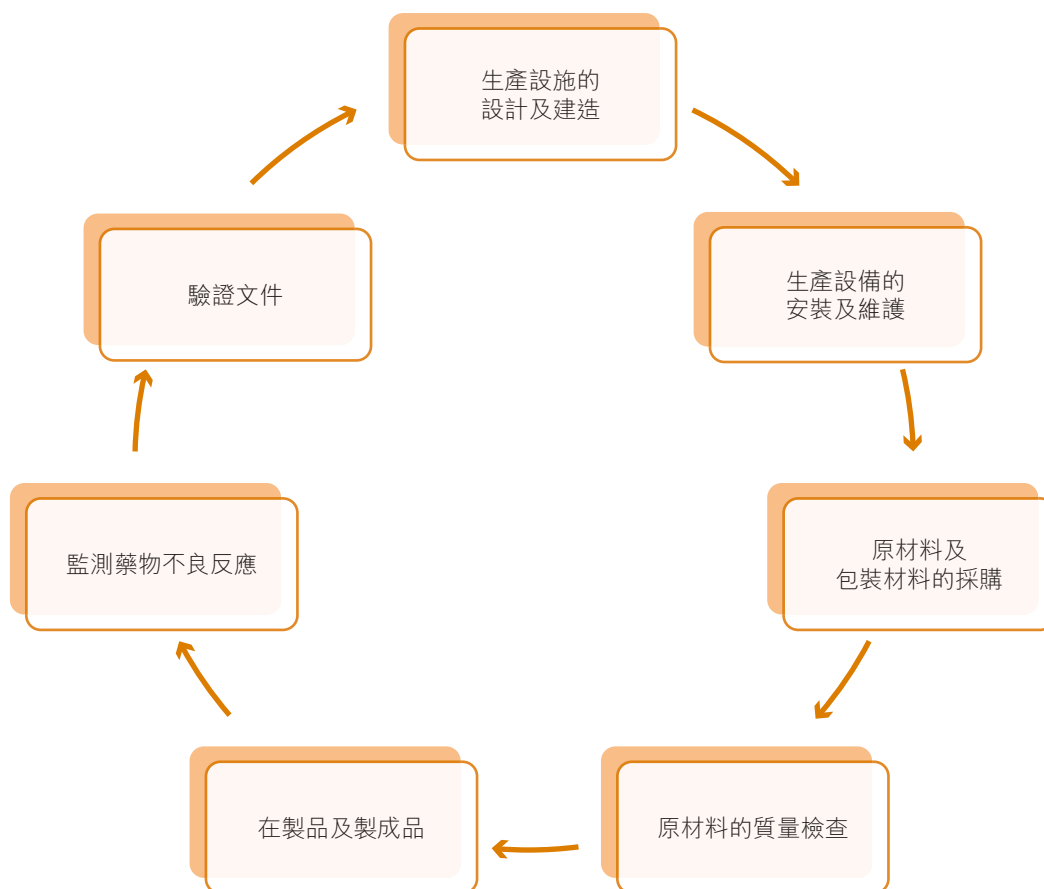 生產設施的
設計及建造
生產設備的
安裝及維護
原材料及
包裝材料的採購
原材料的質量檢查
在製品及製成品
監測藥物不良反應
驗證文件